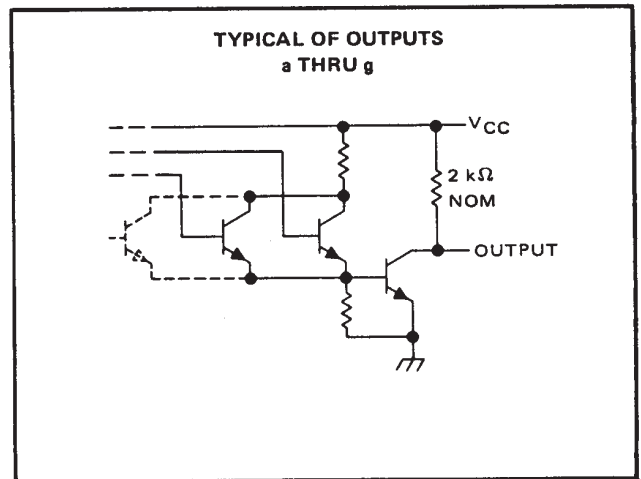 TYPICAL OF OUTPUTS
a THRU g
VCC
2 kΩ
NOM
OUTPUT